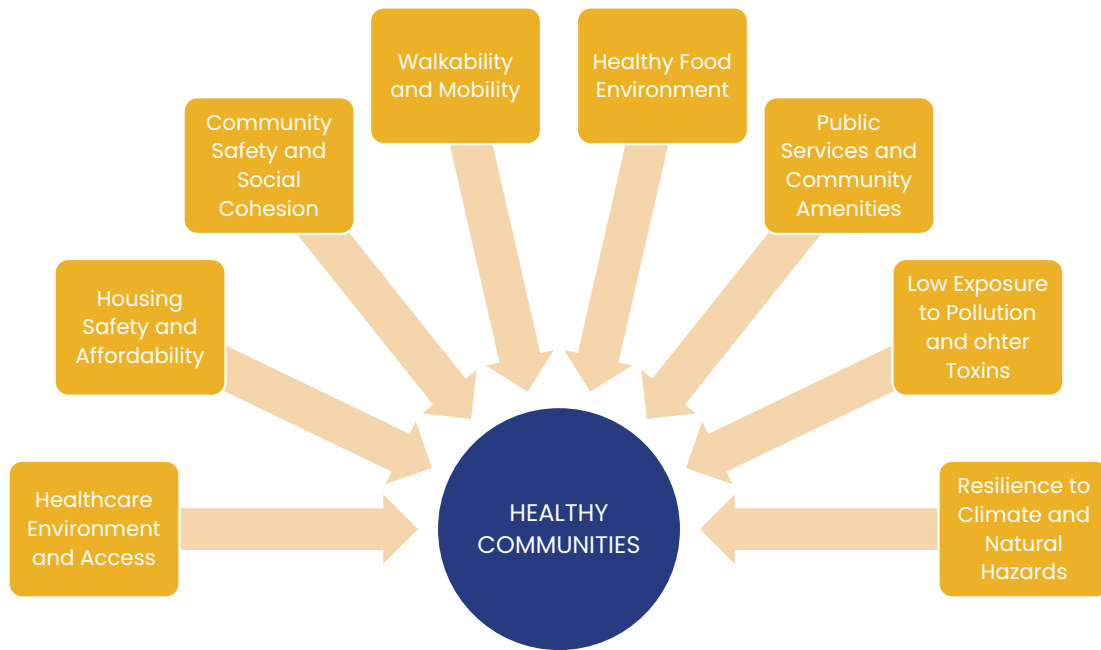 Walkability
and Mobility
Healthy Food
Environment
Community
Safety and
Social
Cohesion
Public
Services and
Community
Amenities
Housing
Safety and
Affordability
Low Exposure
to Pollution
and ohter
Toxins
Healthcare
Environment
and Access
HEALTHY
COMMUNITIES
Resilience to
Climate and
Natural
Hazards